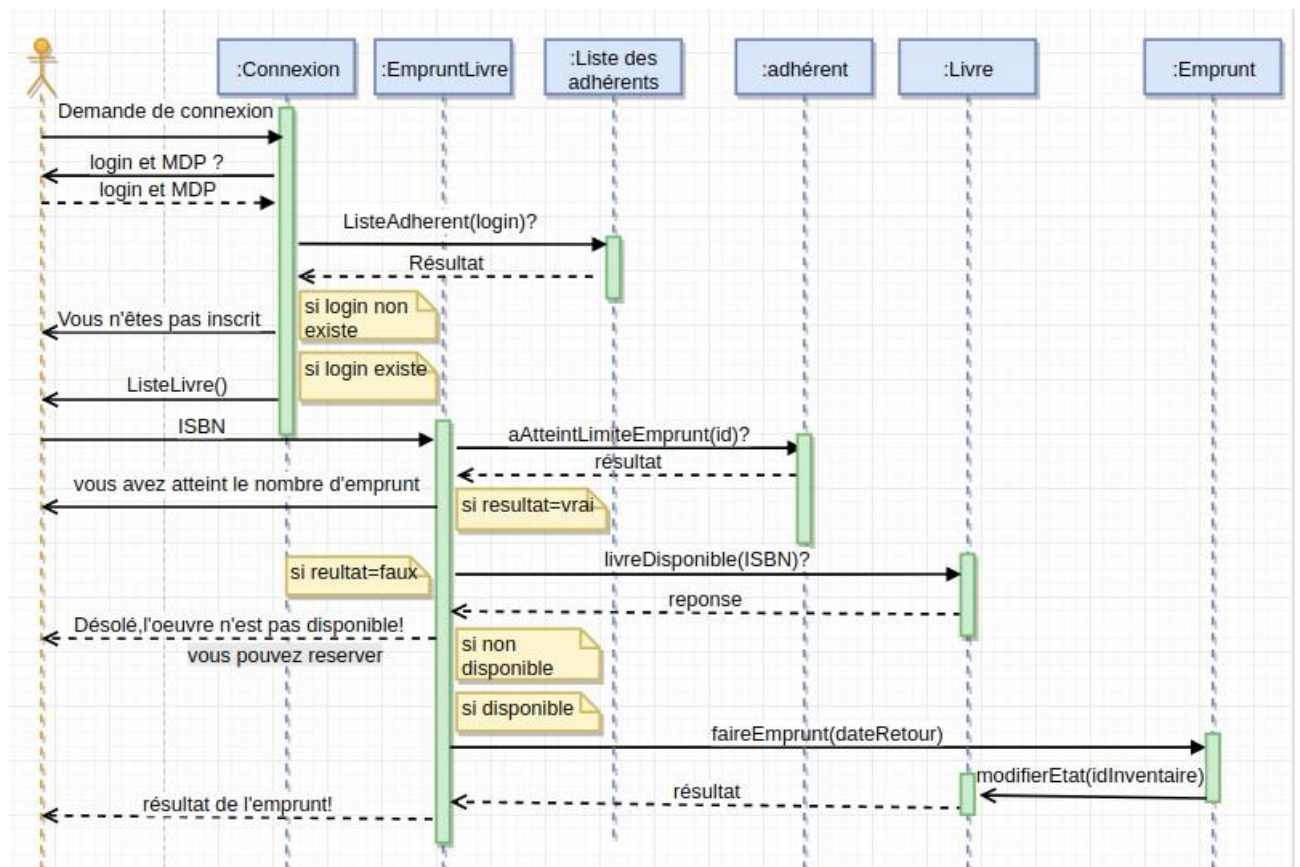 :Connexion
:EmpruntLivre
:Liste des
adhérents
:adhérent
:Livre
:Emprunt
Demande de connexion
login et MDP ?
login et MDP
ListeAdherent(login)?
Résultat
si login non
existe
Vous n'êtes pas inscrit
si login existe
ListeLivre()
ISBN
aAtteintLimiteEmprunt(id)?
résultat
vous avez atteint le nombre d'emprunt
si resultat=vrai
livreDisponible(ISBN)?
si reultat=faux
reponse
Désolé,l'oeuvre n'est pas disponible!
vous pouvez reserver
si non
disponible
si disponible
faireEmprunt(dateRetour)
modifierEtat(idInventaire)
résultat
résultat de l'emprunt!